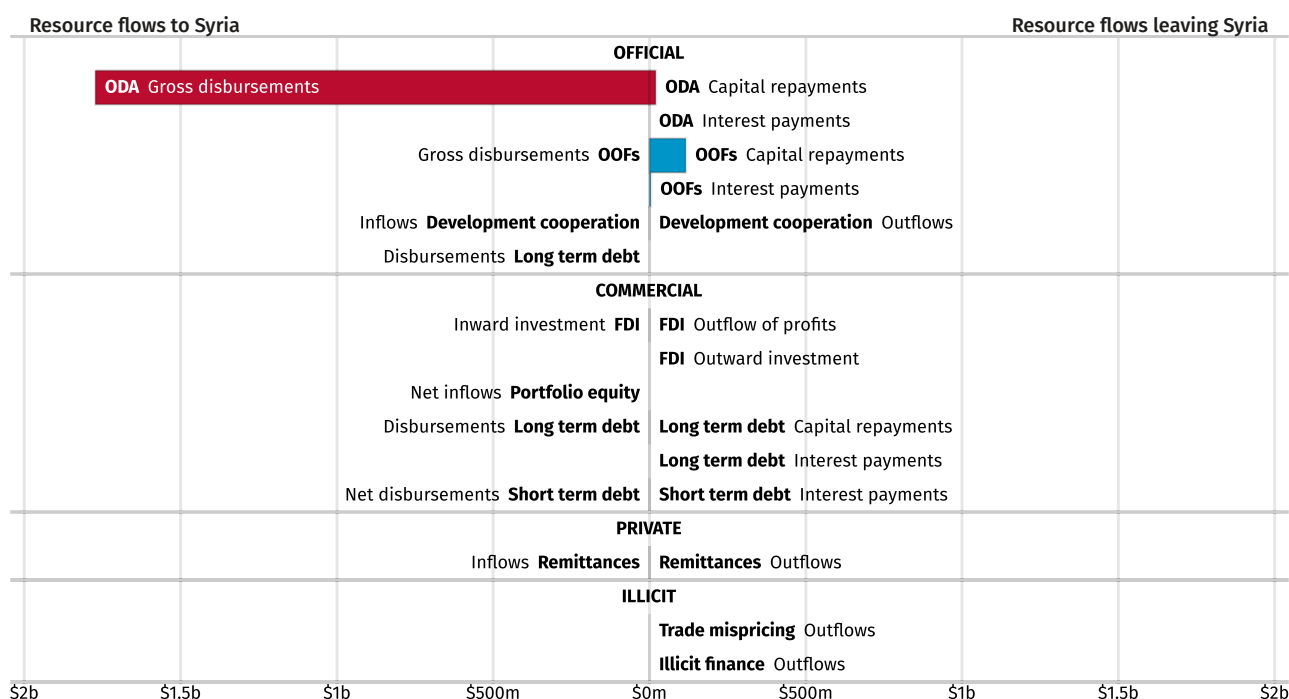 Resource flows to Syria Resource flows leaving Syria
OFFICIAL
ODA Gross disbursements ODA Capital repayments
ODA Interest payments
Gross disbursements OOFs OOFs Capital repayments
OOFs Interest payments
Inflows Development cooperation Development cooperation Outflows
Disbursements Long term debt
COMMERCIAL
Inward investment FDI FDI Outflow of profits
FDI Outward investment
Net inflows Portfolio equity
Disbursements Long term debt Long term debt Capital repayments
Long term debt Interest payments
Net disbursements Short term debt Short term debt Interest payments
PRIVATE
Inflows Remittances Remittances Outflows
ILLICIT
Trade mispricing Outflows
Illicit finance Outflows
$2b $1.5b $1b $500m $0m $500m $1b $1.5b $2b